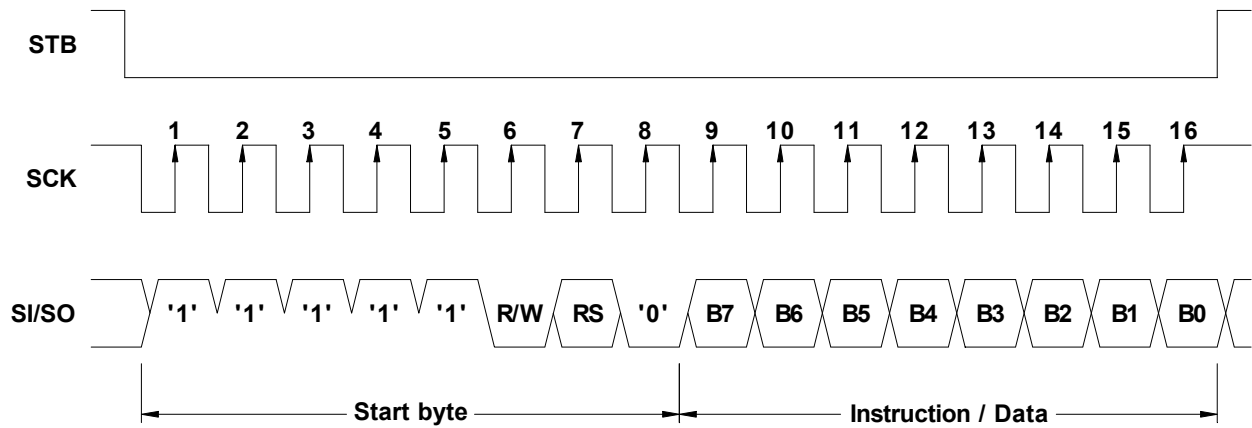 STB
1 2 3 4 5 6 7 8 9 10 11 12 13 14 15 16
SCK
SI/SO '1' '1' '1' '1' '1' R/W RS '0' B7 B6 B5 B4 B3 B2 B1 B0
Start byte Instruction / Data